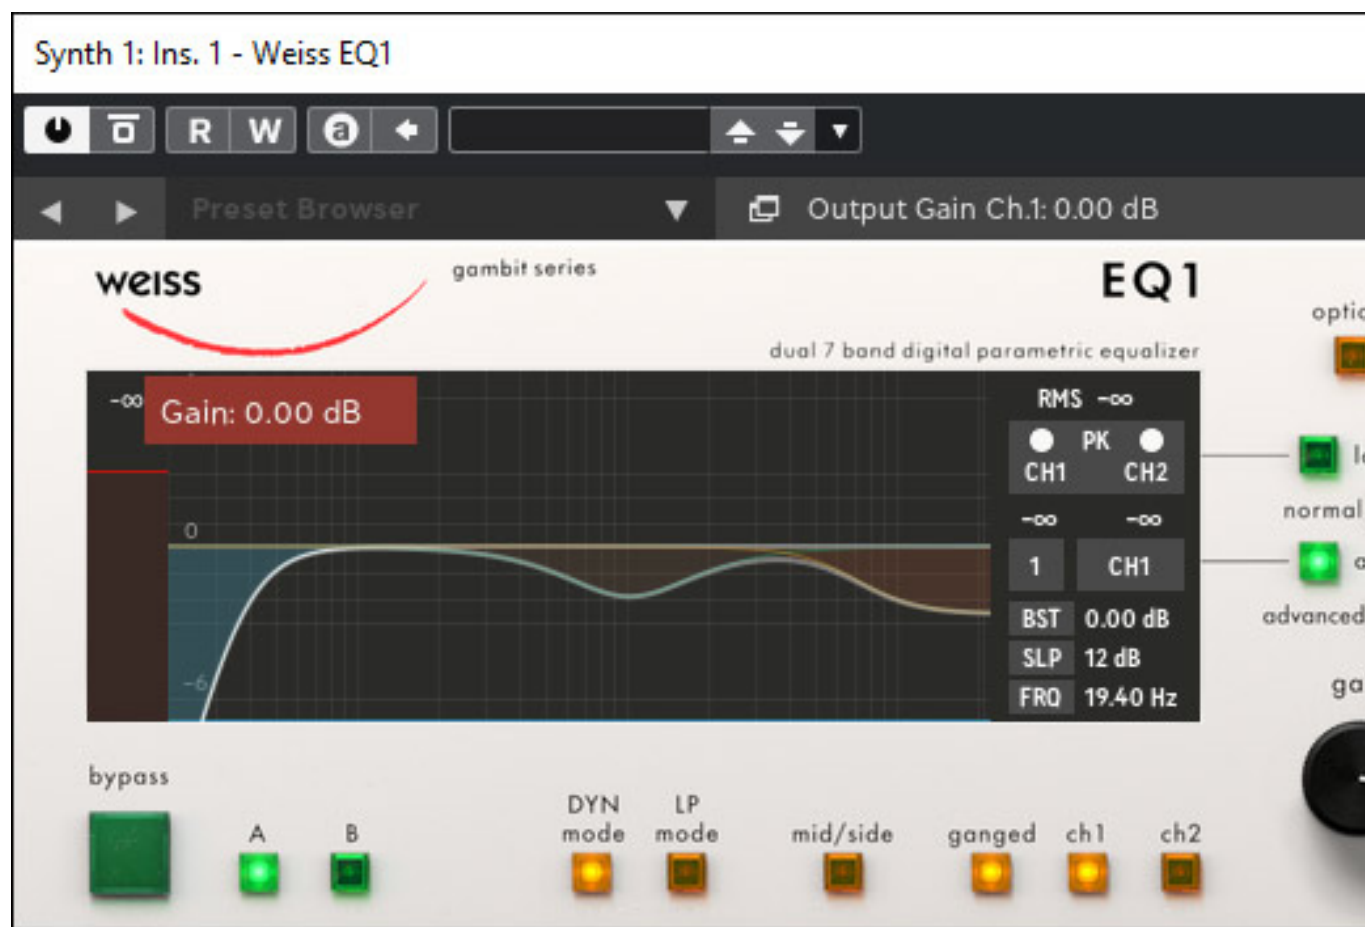 Synth 1: Ins. 1 - Weiss EQ1
R W a
Preset Browser
Output Gain Ch.1: 0.00 dB
weiss
gambit series
EQ1
dual 7 band digital parametric equalizer
-∞
Gain: 0.00 dB
0
-6
RMS -∞
PK
CH1 CH2
-∞ -∞
1 CH1
BST 0.00 dB
SLP 12 dB
FRQ 19.40 Hz
normal
advanced
bypass
A B
DYN mode
LP mode
mid/side
ganged
ch1
ch2